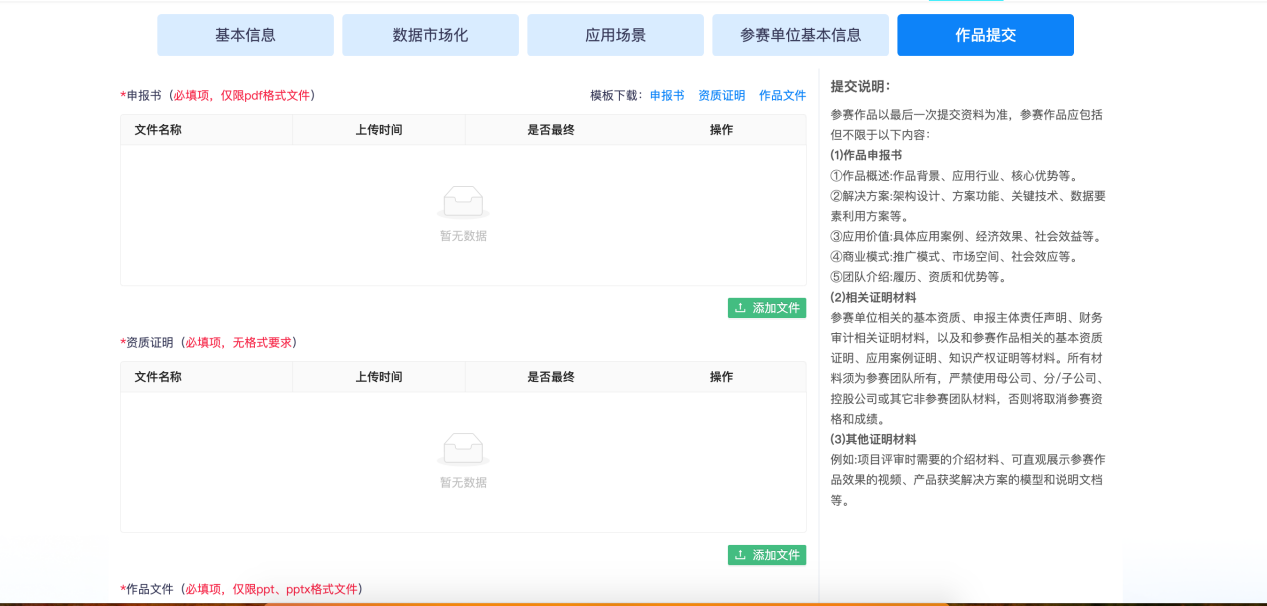 基本信息
数据市场化
应用场景
参赛单位基本信息
作品提交
*申报书（必填项，仅限pdf格式文件）
模板下载：申报书 资质证明 作品文件
文件名称 上传时间 是否最终 操作
暂无数据
添加文件
*资质证明（必填项，无格式要求）
文件名称 上传时间 是否最终 操作
暂无数据
添加文件
*作品文件（必填项，仅限ppt、pptx格式文件）
提交说明：
参赛作品以最后一次提交资料为准，参赛作品应包括
但不限于以下内容：
(1)作品申报书
①作品概述:作品背景、应用行业、核心优势等。
②解决方案:架构设计、方案功能、关键技术、数据要
素利用方案等。
③应用价值:具体应用案例、经济效果、社会效益等。
④商业模式:推广模式、市场空间、社会效应等。
⑤团队介绍:履历、资质和优势等。
(2)相关证明材料
参赛单位相关的基本资质、申报主体责任声明、财务
审计相关证明材料，以及和参赛作品相关的基本资质
证明、应用案例证明、知识产权证明等材料。所有材
料须为参赛团队所有，严禁使用母公司、分/子公司、
控股公司或其它非参赛团队材料，否则将取消参赛资
格和成绩。
(3)其他证明材料
例如:项目评审时需要的介绍材料、可直观展示参赛作
品效果的视频、产品获奖解决方案的模型和说明文档
等。